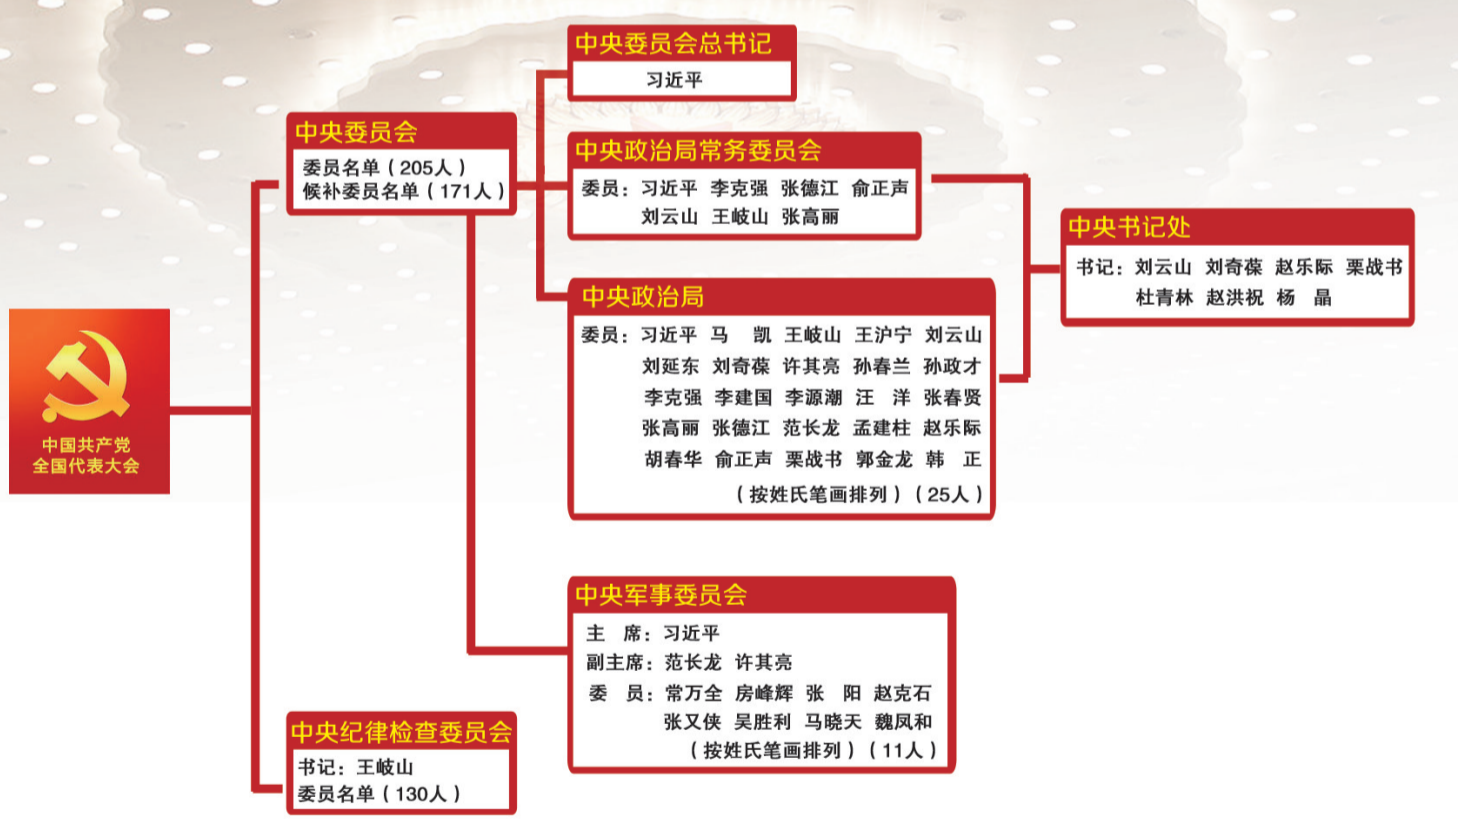 中国共产党
全国代表大会
中央委员会
委员名单（205人）
候补委员名单（171人）
中央纪律检查委员会
书记：王岐山
委员名单（130人）
中央委员会总书记
习近平
中央政治局常务委员会
委员：习近平 李克强 张德江 俞正声
刘云山 王岐山 张高丽
中央政治局
委员：习近平 马 凯 王岐山 王沪宁 刘云山
刘延东 刘奇葆 许其亮 孙春兰 孙政才
李克强 李建国 李源潮 汪 洋 张春贤
张高丽 张德江 范长龙 孟建柱 赵乐际
胡春华 俞正声 栗战书 郭金龙 韩 正
（按姓氏笔画排列）（25人）
中央军事委员会
主 席：习近平
副主席：范长龙 许其亮
委 员：常万全 房峰辉 张 阳 赵克石
张又侠 吴胜利 马晓天 魏凤和
（按姓氏笔画排列）（11人）
中央书记处
书记：刘云山 刘奇葆 赵乐际 栗战书
杜青林 赵洪祝 杨 晶